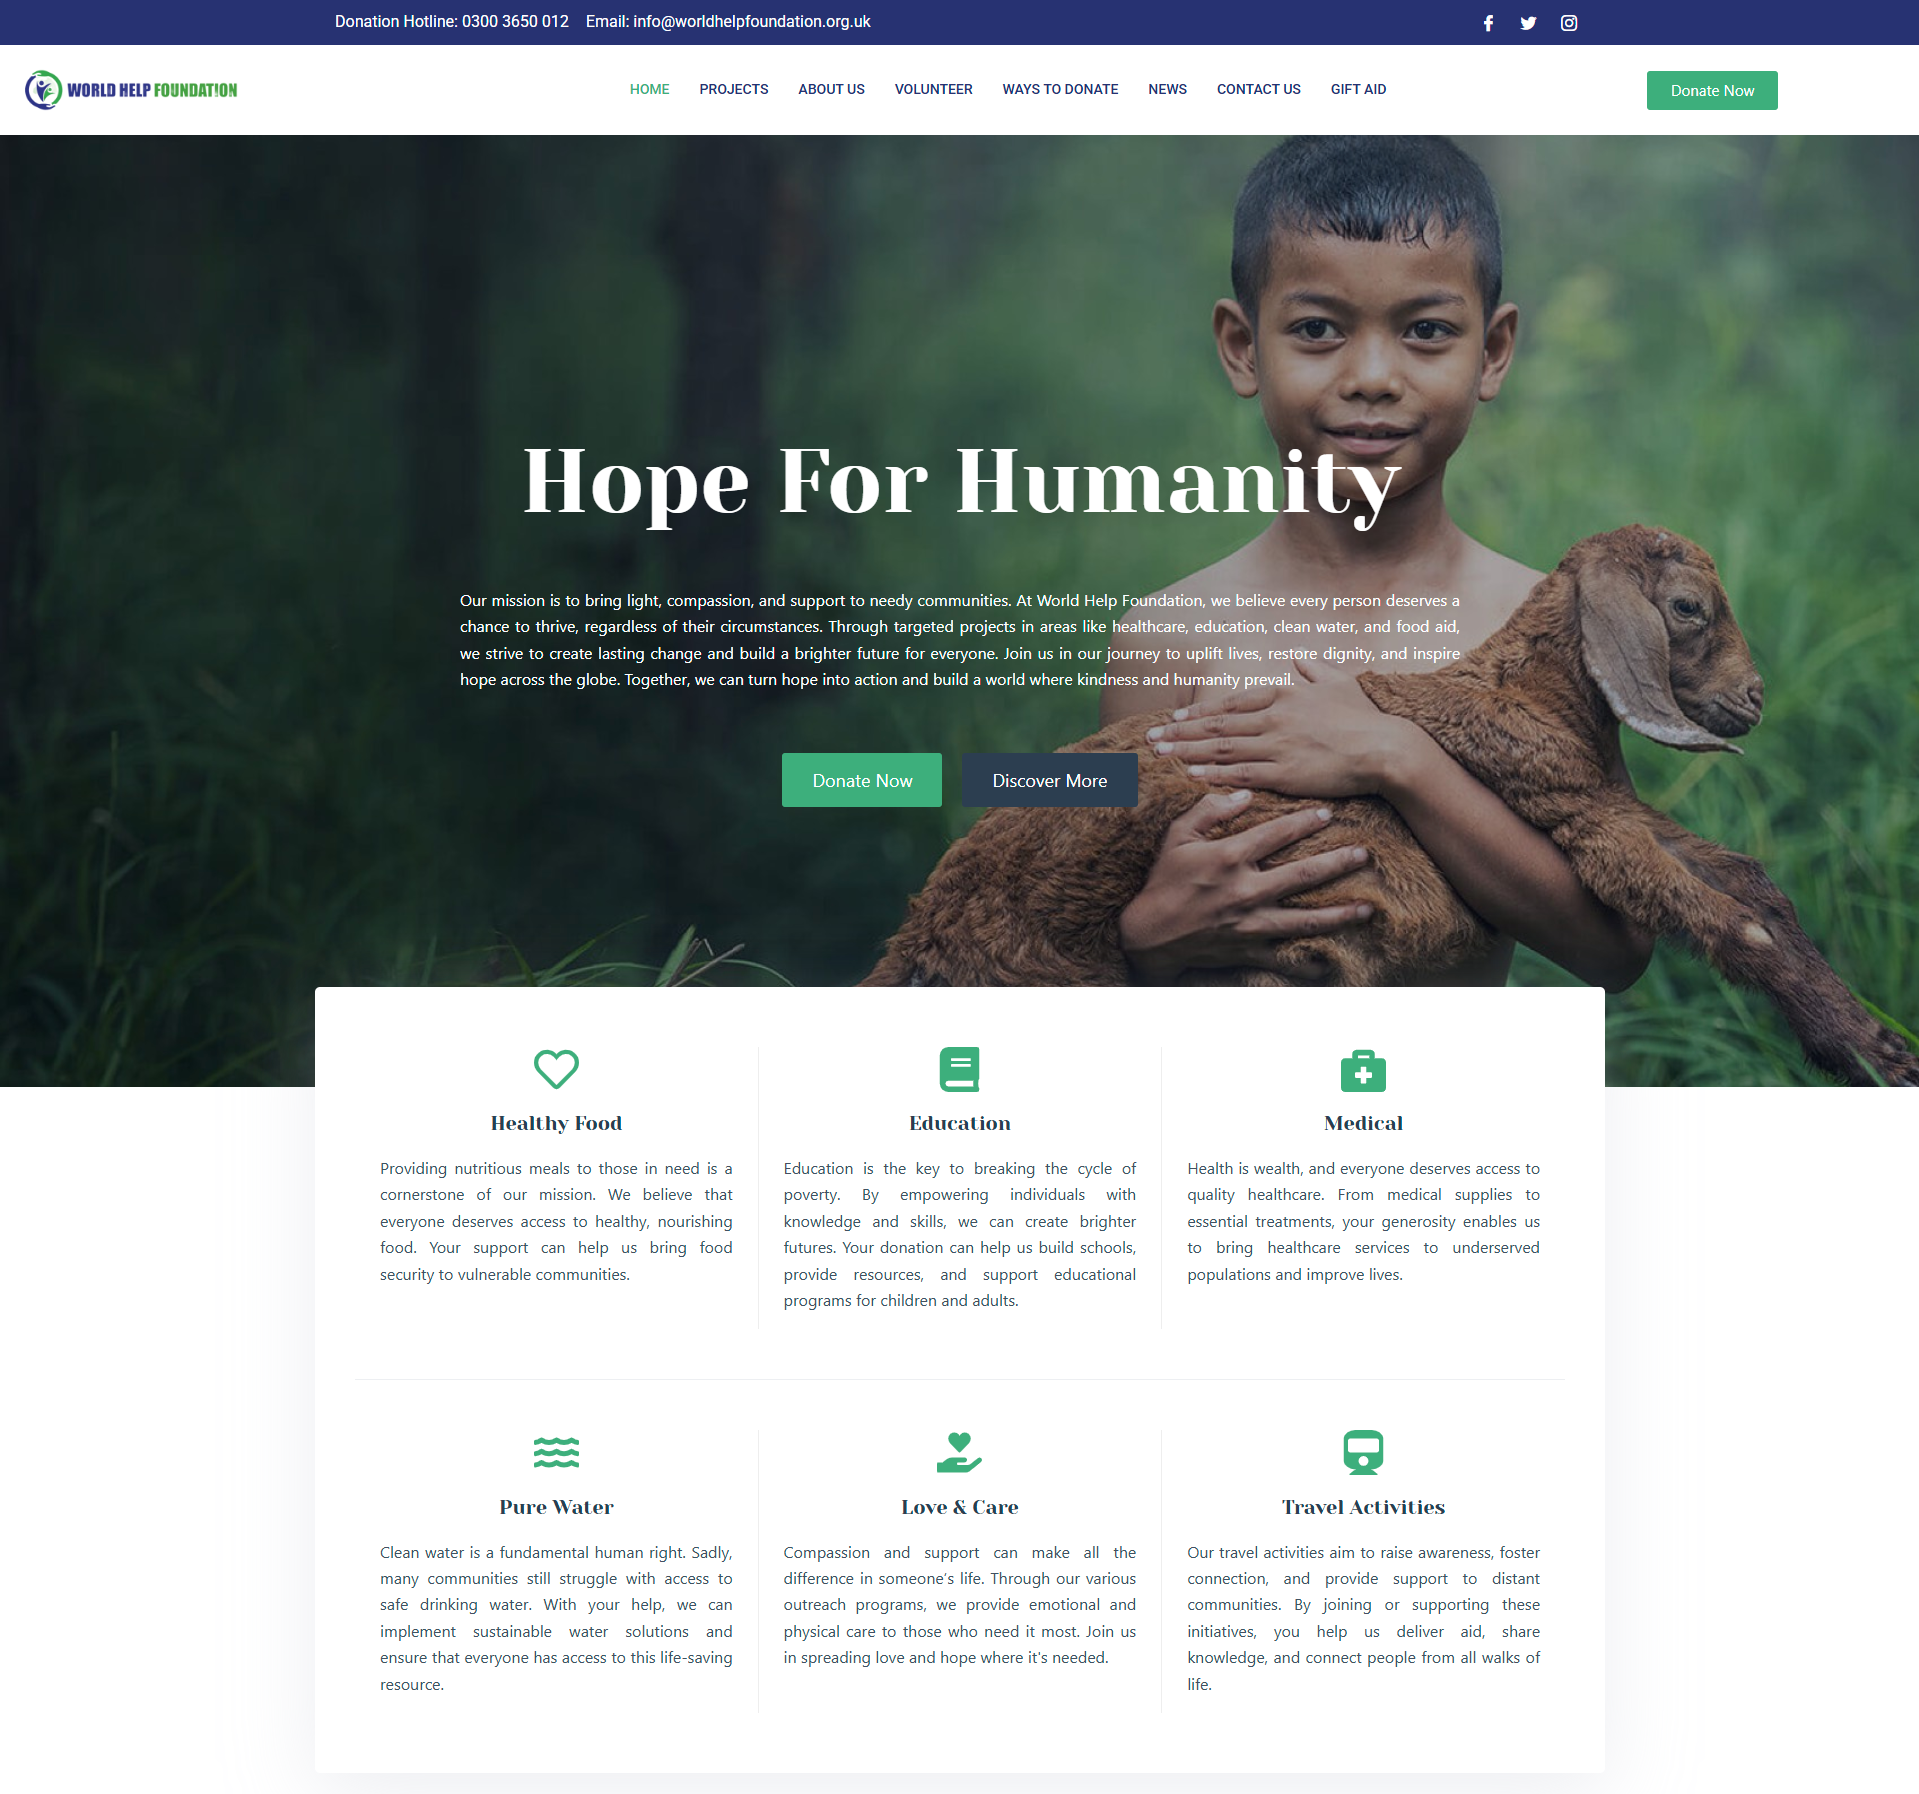 Donation Hotline: 0300 3650 012 Email: info@worldhelpfoundation.org.uk
WORLD HELP FOUNDATION
HOME PROJECTS ABOUT US VOLUNTEER WAYS TO DONATE NEWS CONTACT US GIFT AID
Donate Now
Hope For Humanity
Our mission is to bring light, compassion, and support to needy communities. At World Help Foundation, we believe every person deserves a
chance to thrive, regardless of their circumstances. Through targeted projects in areas like healthcare, education, clean water, and food aid,
we strive to create lasting change and build a brighter future for everyone. Join us in our journey to uplift lives, restore dignity, and inspire
hope across the globe. Together, we can turn hope into action and build a world where kindness and humanity prevail.
Donate Now Discover More
Healthy Food
Providing nutritious meals to those in need is a
cornerstone of our mission. We believe that
everyone deserves access to healthy, nourishing
food. Your support can help us bring food
security to vulnerable communities.
Education
Education is the key to breaking the cycle of
poverty. By empowering individuals with
knowledge and skills, we can create brighter
futures. Your donation can help us build schools,
provide resources, and support educational
programs for children and adults.
Medical
Health is wealth, and everyone deserves access to
quality healthcare. From medical supplies to
essential treatments, your generosity enables us
to bring healthcare services to underserved
populations and improve lives.
Pure Water
Clean water is a fundamental human right. Sadly,
many communities still struggle with access to
safe drinking water. With your help, we can
implement sustainable water solutions and
ensure that everyone has access to this life-saving
resource.
Love & Care
Compassion and support can make all the
difference in someone's life. Through our various
outreach programs, we provide emotional and
physical care to those who need it most. Join us
in spreading love and hope where it's needed.
Travel Activities
Our travel activities aim to raise awareness, foster
connection, and provide support to distant
communities. By joining or supporting these
initiatives, you help us deliver aid, share
knowledge, and connect people from all walks of
life.